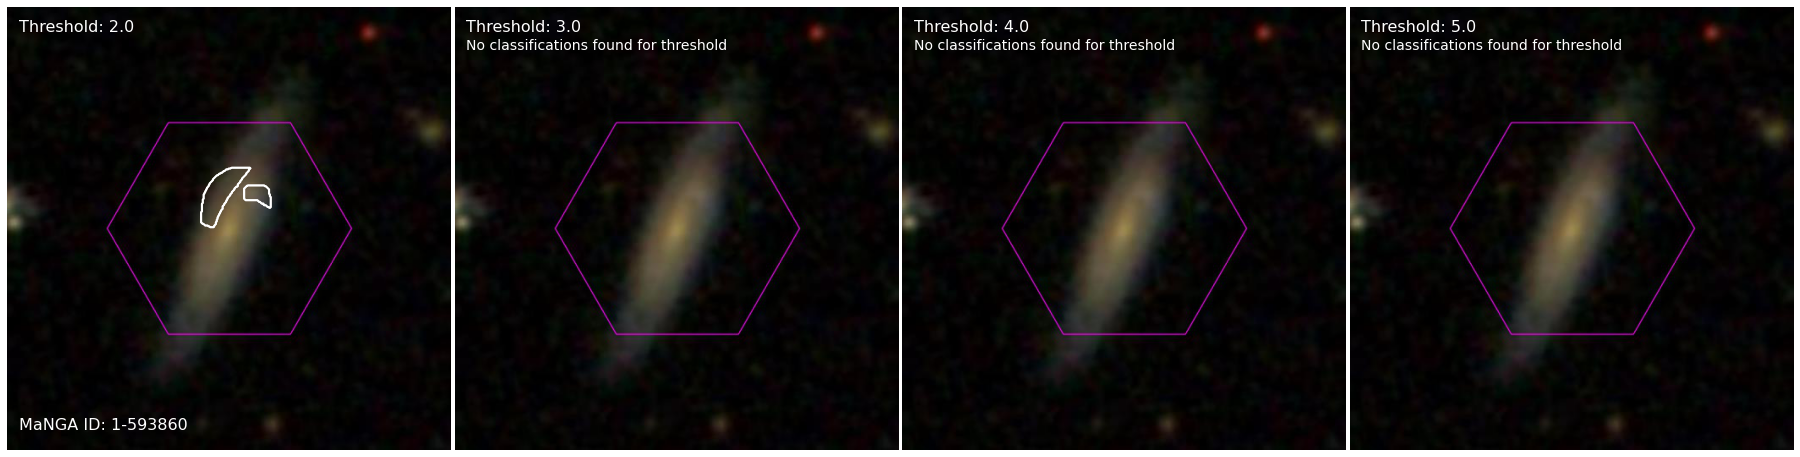 Threshold: 2.0
MaNGA ID: 1-593860
Threshold: 3.0
No classifications found for threshold
Threshold: 4.0
No classifications found for threshold
Threshold: 5.0
No classifications found for threshold